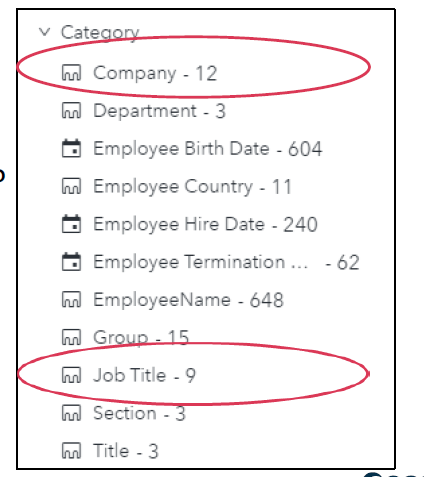 Category
Company - 12
Department - 3
Employee Birth Date - 604
Employee Country - 11
Employee Hire Date - 240
Employee Termination ... - 62
EmployeeName - 648
Group - 15
Job Title - 9
Section - 3
Title - 3